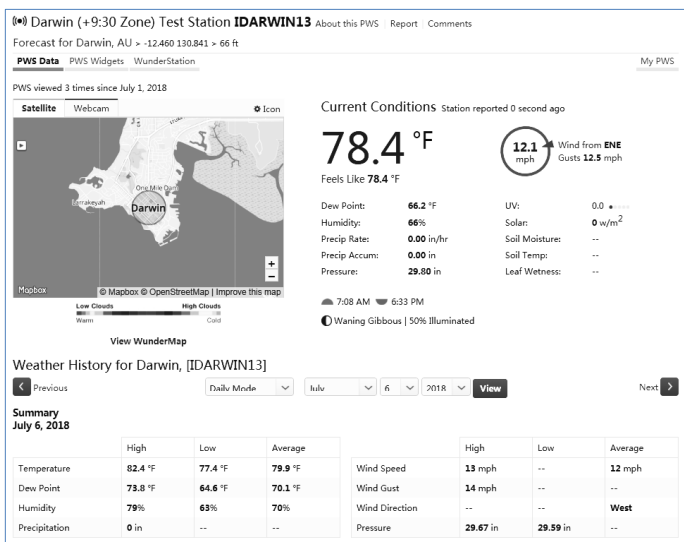 Darwin (+9:30 Zone) Test Station IDARWIN13 About this PWS | Report | Comments
Forecast for Darwin, AU > -12.460 130.841 > 66 ft
PWS Data PWS Widgets WunderStation My PWS
PWS viewed 3 times since July 1, 2018
Satellite Webcam Icon
One Mile Dam
Larrakeyah
Darwin
+
−
Mapbox © Mapbox © OpenStreetMap | Improve this map
Low Clouds High Clouds
Warm Cold
View WunderMap
Current Conditions Station reported 0 second ago
78.4 °F
Feels Like 78.4 °F
12.1 mph
Wind from ENE
Gusts 12.5 mph
Dew Point: 66.2 °F UV: 0.0
Humidity: 66% Solar: 0 w/m2
Precip Rate: 0.00 in/hr Soil Moisture: --
Precip Accum: 0.00 in Soil Temp: --
Pressure: 29.80 in Leaf Wetness: --
7:08 AM 6:33 PM
Waning Gibbous | 50% Illuminated
Weather History for Darwin, [IDARWIN13]
Previous Daily Mode July 6 2018 View Next
Summary
July 6, 2018
High Low Average High Low Average
Temperature 82.4 °F 77.4 °F 79.9 °F Wind Speed 13 mph -- 12 mph
Dew Point 73.8 °F 64.6 °F 70.1 °F Wind Gust 14 mph -- --
Humidity 79% 63% 70% Wind Direction -- -- West
Precipitation 0 in -- -- Pressure 29.67 in 29.59 in --